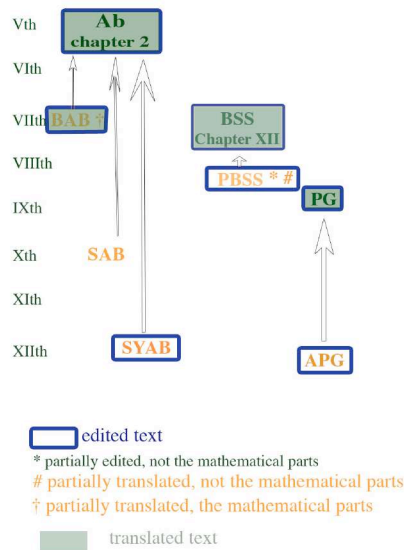 Vth Ab
chapter 2
VIth
VIIth BAB † BSS
Chapter XII
VIIIth PBSS * #
IXth PG
Xth SAB
XIth
XIIth SYAB APG
edited text
* partially edited, not the mathematical parts
# partially translated, not the mathematical parts
† partially translated, the mathematical parts
translated text